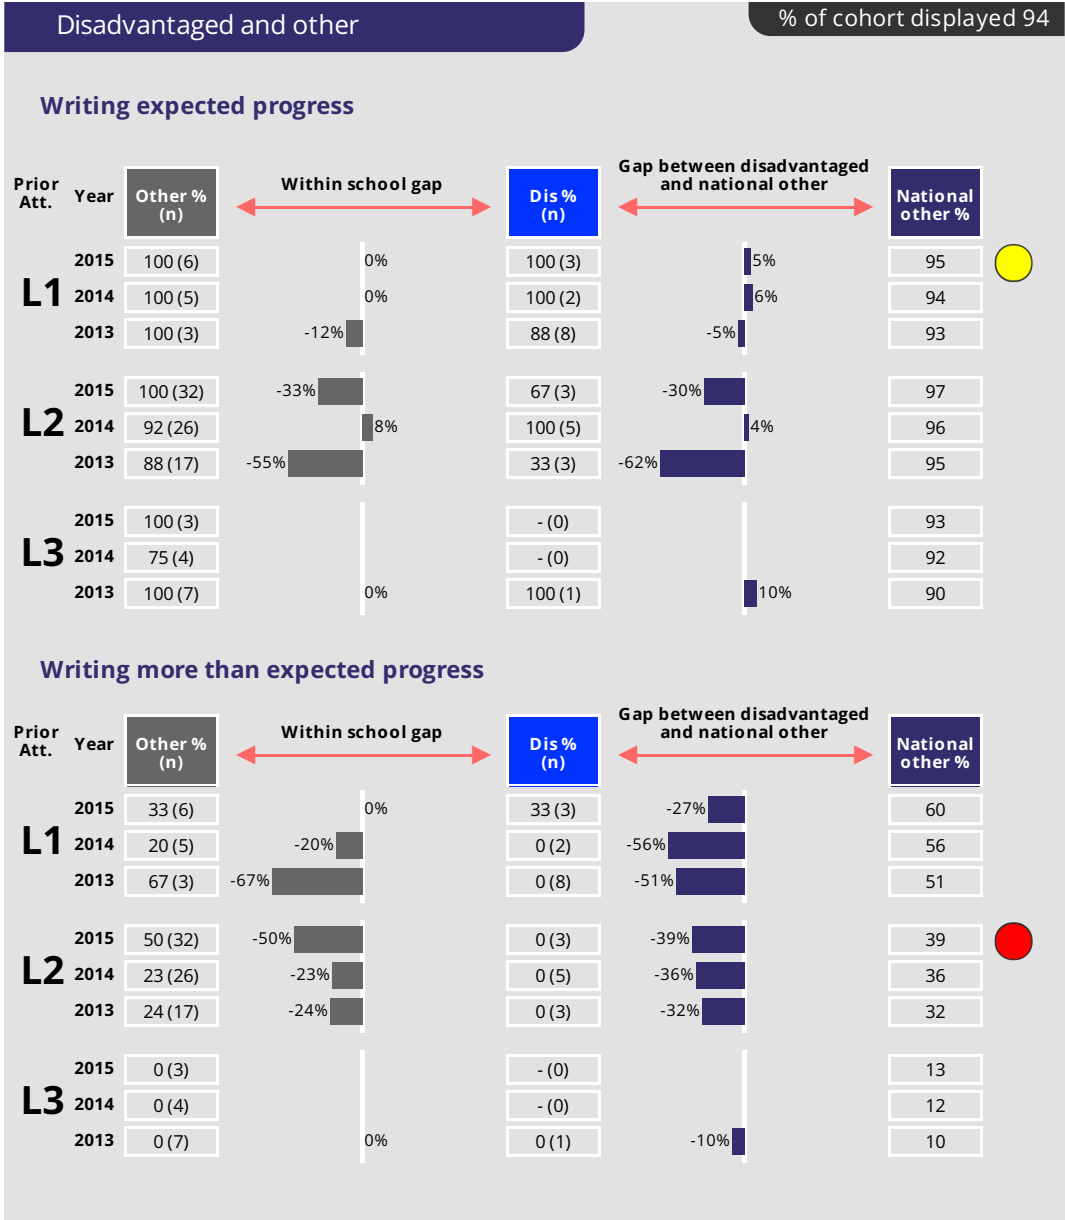 Disadvantaged and other
% of cohort displayed 94
Writing expected progress
Prior Att. Year Other % (n) Within school gap Dis % (n) Gap between disadvantaged and national other National other %
L1
2015 100 (6) 0% 100 (3) 5% 95
2014 100 (5) 0% 100 (2) 6% 94
2013 100 (3) -12% 88 (8) -5% 93
L2
2015 100 (32) -33% 67 (3) -30% 97
2014 92 (26) 8% 100 (5) 4% 96
2013 88 (17) -55% 33 (3) -62% 95
L3
2015 100 (3) - (0) 93
2014 75 (4) - (0) 92
2013 100 (7) 0% 100 (1) 10% 90
Writing more than expected progress
Prior Att. Year Other % (n) Within school gap Dis % (n) Gap between disadvantaged and national other National other %
L1
2015 33 (6) 0% 33 (3) -27% 60
2014 20 (5) -20% 0 (2) -56% 56
2013 67 (3) -67% 0 (8) -51% 51
L2
2015 50 (32) -50% 0 (3) -39% 39
2014 23 (26) -23% 0 (5) -36% 36
2013 24 (17) -24% 0 (3) -32% 32
L3
2015 0 (3) - (0) 13
2014 0 (4) - (0) 12
2013 0 (7) 0% 0 (1) -10% 10